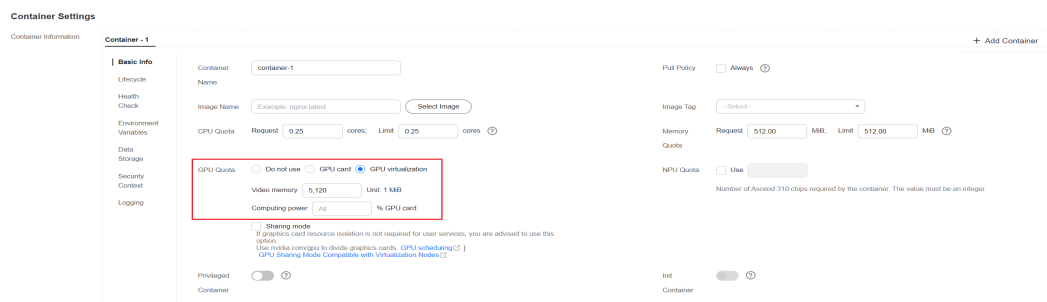 Container Settings
Container Information
Container - 1
+ Add Container
Basic Info
Lifecycle
Health
Check
Environment
Variables
Data
Storage
Security
Context
Logging
Container
Name
container-1
Pull Policy
Always
Image Name
Example: nginx:latest
Select Image
Image Tag
--Select--
CPU Quota
Request 0.25 cores; Limit 0.25 cores
Memory
Quota
Request 512.00 MiB; Limit 512.00 MiB
GPU Quota
Do not use GPU card GPU virtualization
Video memory 5,120 Unit: 1 MiB
Computing power All % GPU card
Sharing mode
If graphics card resource isolation is not required for user services, you are advised to use this
option.
Use nvidia.com/gpu to divide graphics cards. GPU scheduling |
GPU Sharing Mode Compatible with Virtualization Nodes
NPU Quota
Use
Number of Ascend 310 chips required by the container. The value must be an integer.
Privileged
Container
Init
Container